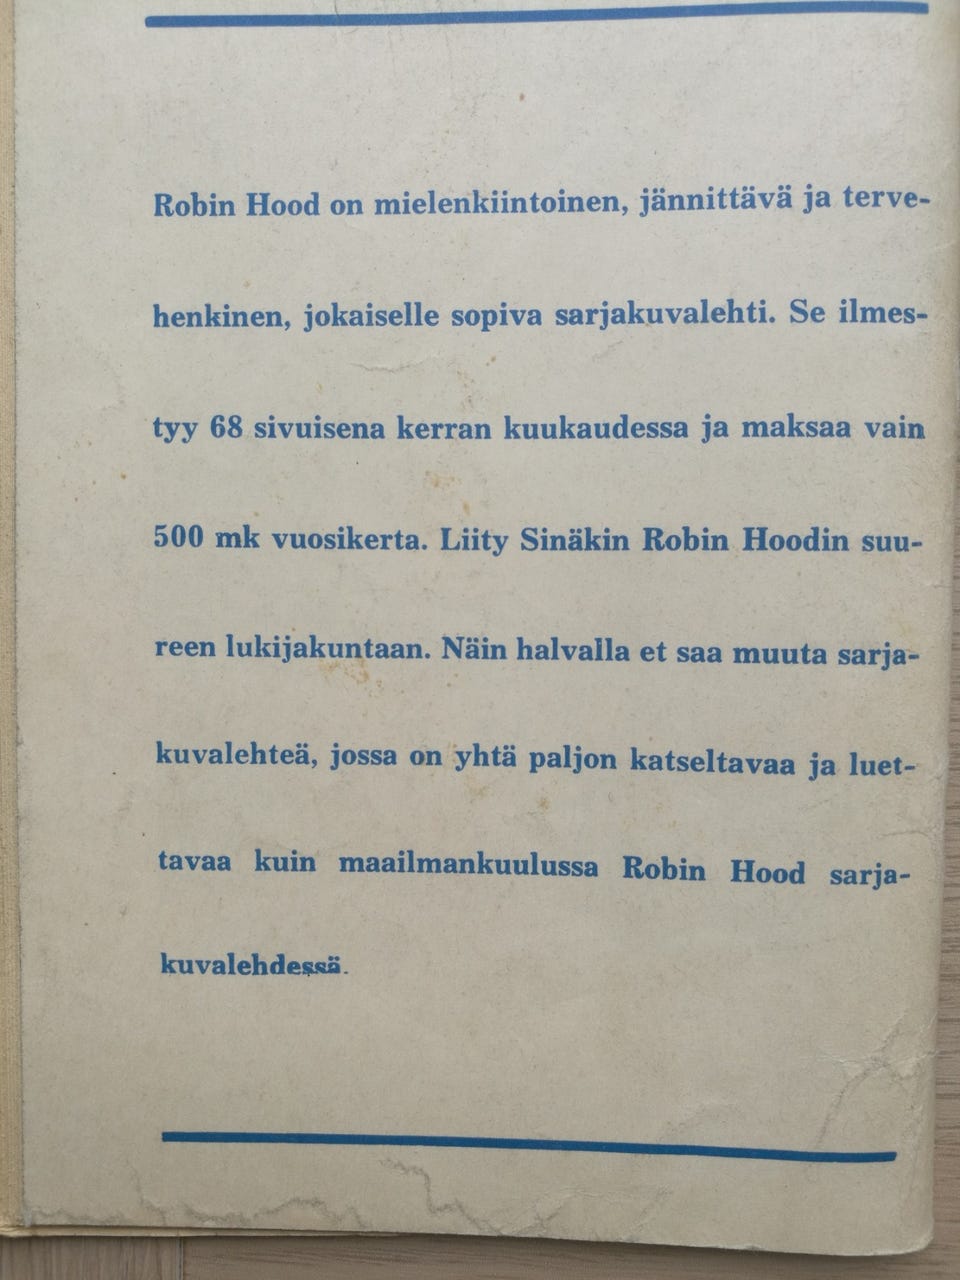 Robin Hood on mielenkiintoinen, jännittävä ja terve-
henkinen, jokaiselle sopiva sarjakuvalehti. Se ilmes-
tyy 68 sivuisena kerran kuukaudessa ja maksaa vain
500 mk vuosikerta. Liity Sinäkin Robin Hoodin suu-
reen lukijakuntaan. Näin halvalla et saa muuta sarja-
kuvalehteä, jossa on yhtä paljon katseltavaa ja luet-
tavaa kuin maailmankuulussa Robin Hood sarja-
kuvalehdessä.